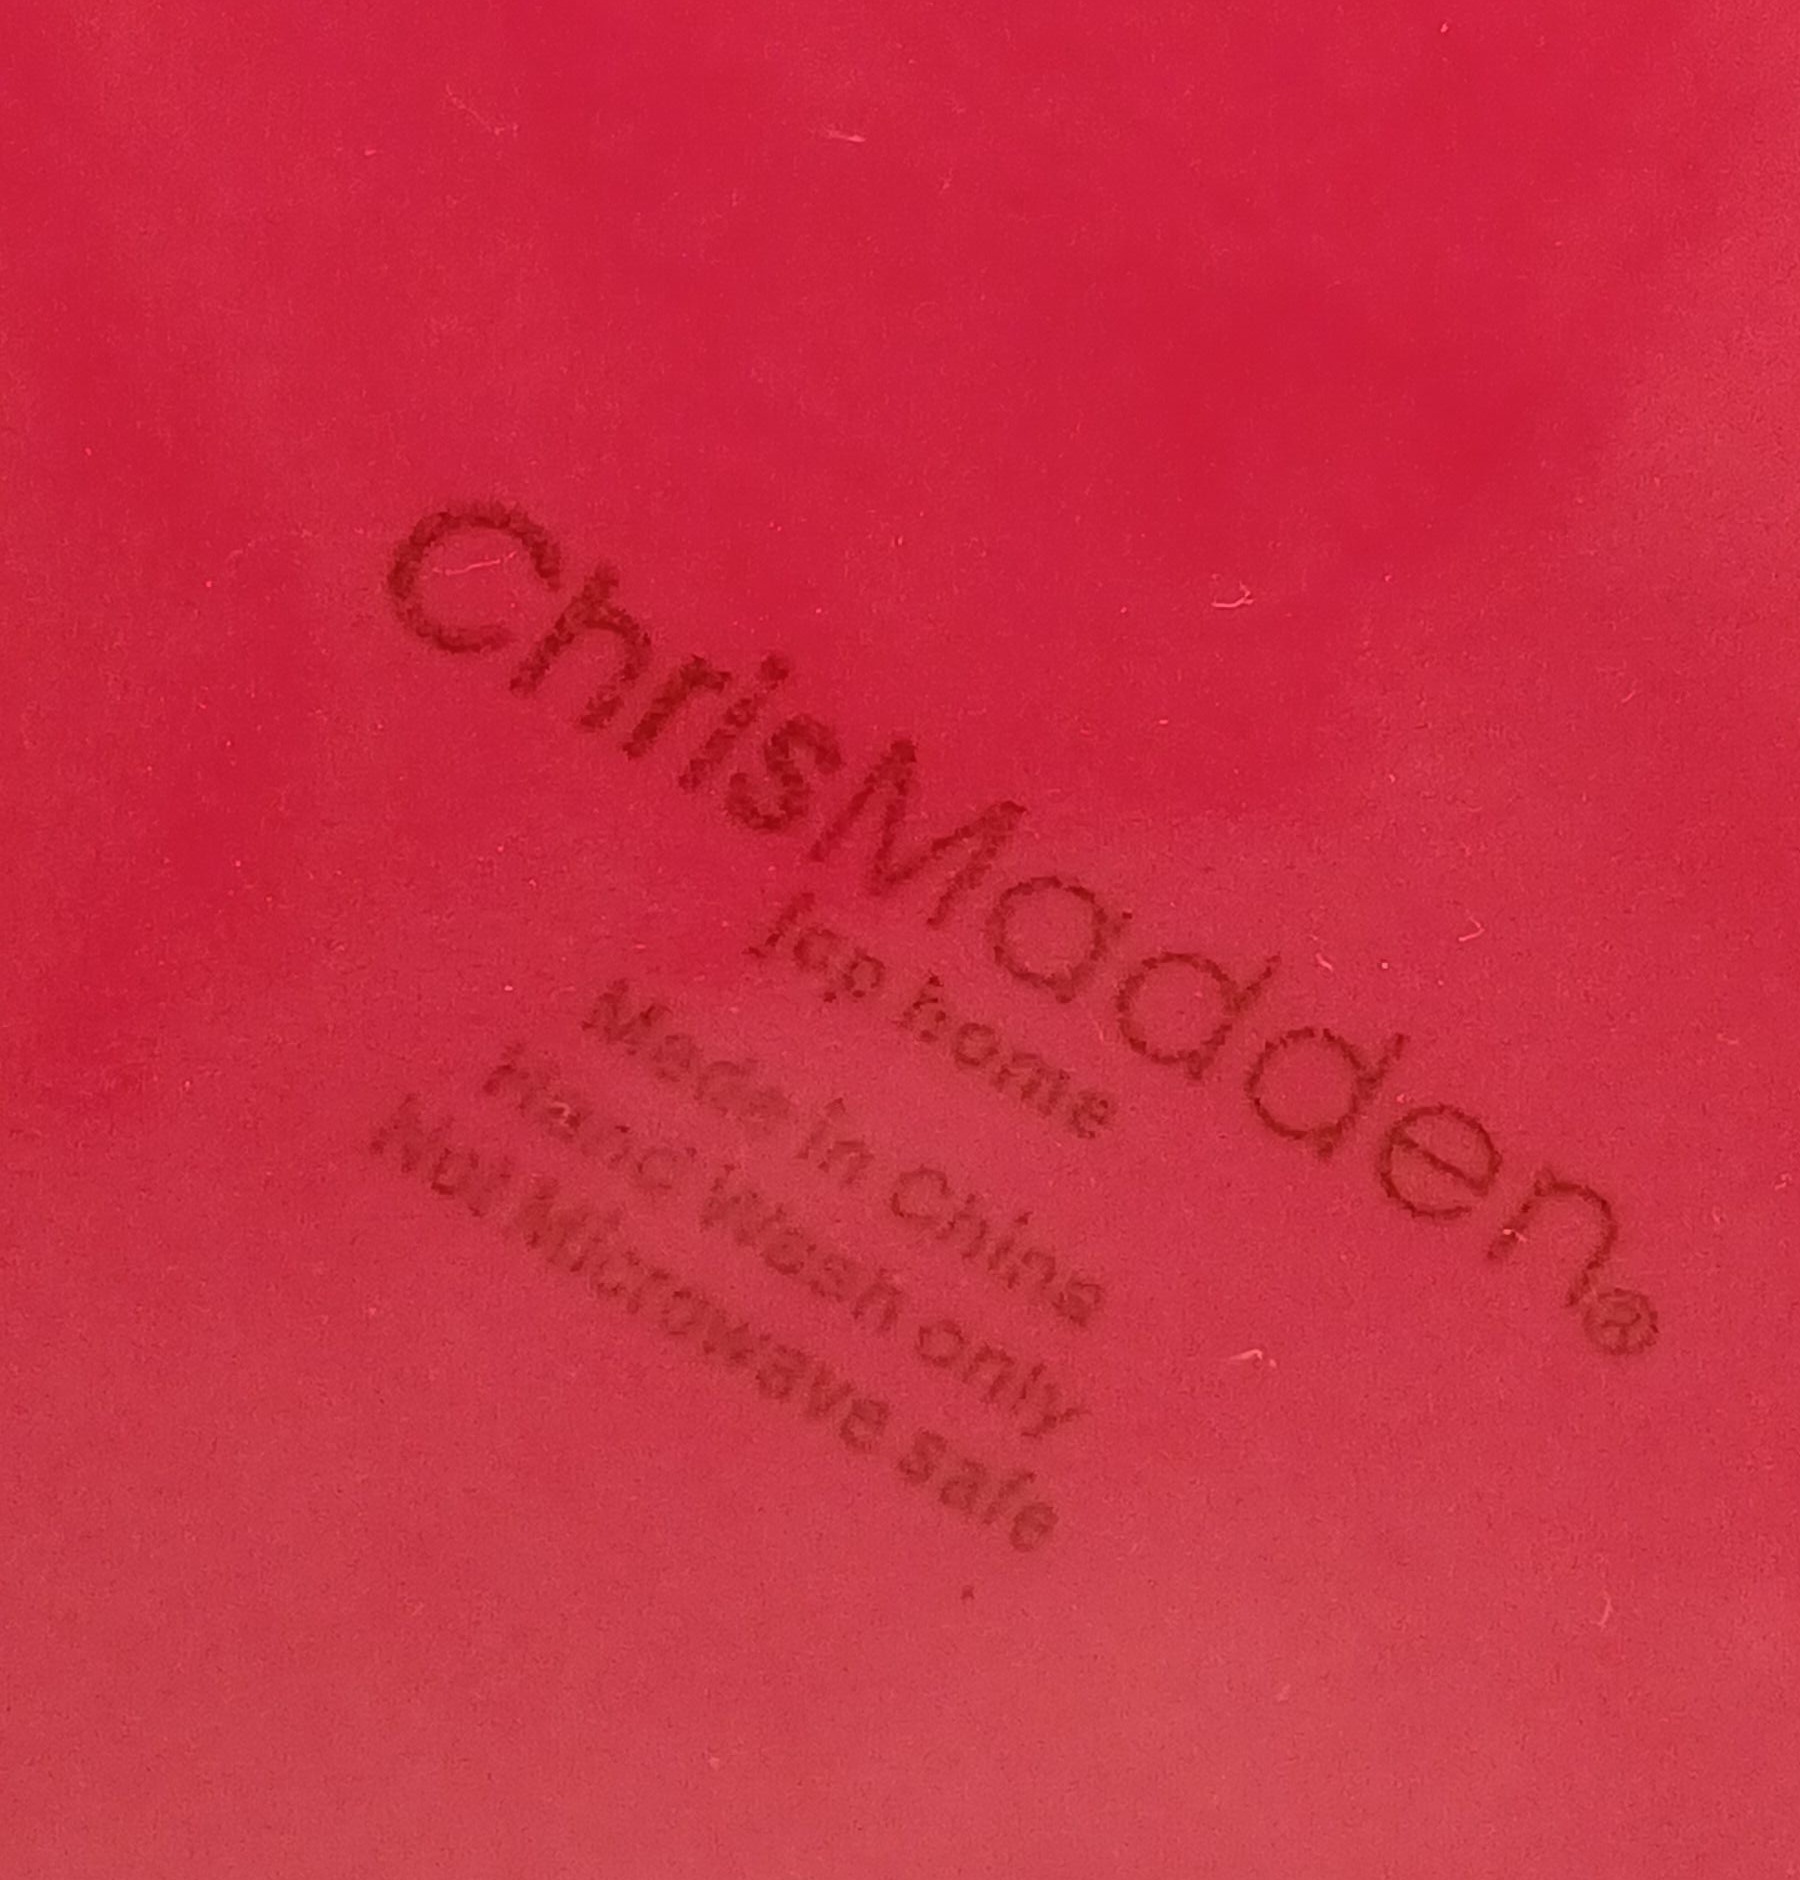 ChrisMadden®
jcp home
Made in China
Hand Wash only
Not Microwave safe